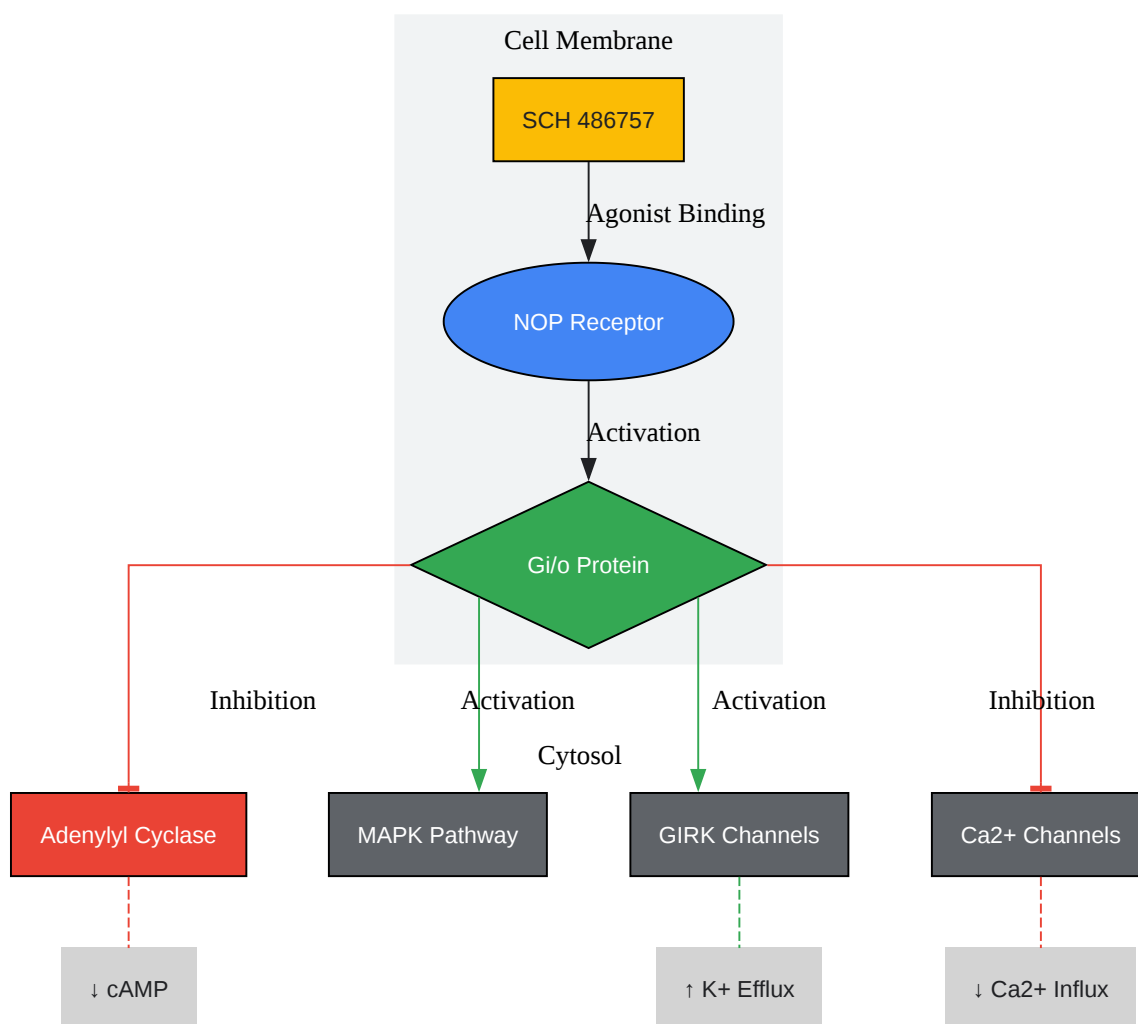 Cell Membrane
SCH 486757
Agonist Binding
NOP Receptor
Activation
Gi/o Protein
Inhibition
Activation
Activation
Inhibition
Cytosol
Adenylyl Cyclase
MAPK Pathway
GIRK Channels
Ca2+ Channels
↓ cAMP
↑ K+ Efflux
↓ Ca2+ Influx